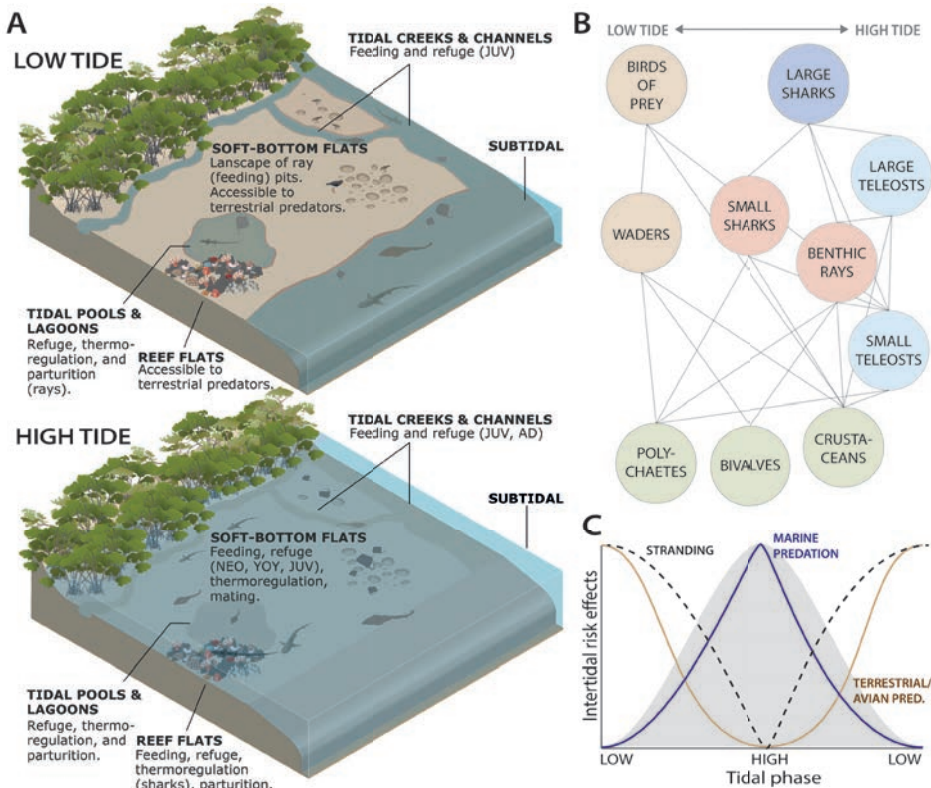 A
LOW TIDE
TIDAL CREEKS & CHANNELS
Feeding and refuge (JUV)
SOFT-BOTTOM FLATS
Lanscape of ray
(feeding) pits.
Accessible to
terrestrial predators.
SUBTIDAL
TIDAL POOLS &
LAGOONS
Refuge, thermo-
regulation, and
parturition
(rays).
REEF FLATS
Accessible to
terrestrial predators.
HIGH TIDE
TIDAL CREEKS & CHANNELS
Feeding and refuge (JUV, AD)
SUBTIDAL
SOFT-BOTTOM FLATS
Feeding, refuge
(NEO, YOY, JUV),
thermoregulation,
mating.
TIDAL POOLS &
LAGOONS
Refuge, thermo-
regulation, and
parturition.
REEF FLATS
Feeding, refuge,
thermoregulation
(sharks), parturition.
B
LOW TIDE
HIGH TIDE
BIRDS
OF
PREY
LARGE
SHARKS
LARGE
TELEOSTS
WADERS
SMALL
SHARKS
BENTHIC
RAYS
SMALL
TELEOSTS
POLY-
CHAETES
BIVALVES
CRUSTA-
CEANS
C
STRANDING
MARINE
PREDATION
TERRESTRIAL/
AVIAN PRED.
Intertidal risk effects
LOW
HIGH
LOW
Tidal phase